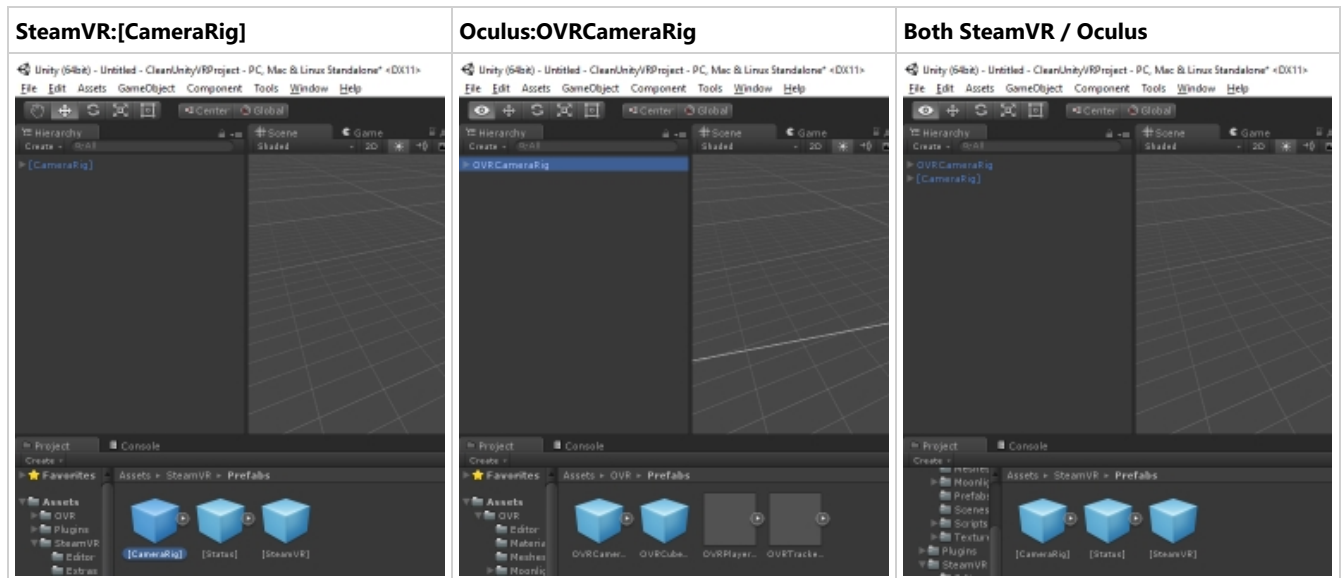 SteamVR:[CameraRig]
Unity (64bit) - Untitled - CleanUnityVRProject - PC, Mac & Linux Standalone* <DX11>
File Edit Assets GameObject Component Tools Window Help
Center Global
Hierarchy
Create
All
Scene
Game
Shaded
2D
[CameraRig]
Project
Console
Create
Favorites
Assets
OVR
Plugins
SteamVR
Editor
Extras
Assets SteamVR Prefabs
[CameraRig] [Status] [SteamVR]
Oculus:OVRCameraRig
Unity (64bit) - Untitled - CleanUnityVRProject - PC, Mac & Linux Standalone* <DX11>
File Edit Assets GameObject Component Tools Window Help
Center Global
Hierarchy
Create
All
Scene
Game
Shaded
2D
OVRCameraRig
Project
Console
Create
Favorites
Assets
OVR
Editor
Materia
Meshes
Moonlig
Assets OVR Prefabs
OVRCamer... OVRCube... OVRPlayer... OVRTracke...
Both SteamVR / Oculus
Unity (64bit) - Untitled - CleanUnityVRProject - PC, Mac & Linux Standalone* <DX11>
File Edit Assets GameObject Component Tools Window Help
Center Global
Hierarchy
Create
All
Scene
Game
Shaded
2D
OVRCameraRig
[CameraRig]
Project
Console
Create
Moonlig
Prefabs
Scenes
Scripts
Texture
Plugins
SteamVR
Assets SteamVR Prefabs
[CameraRig] [Status] [SteamVR]